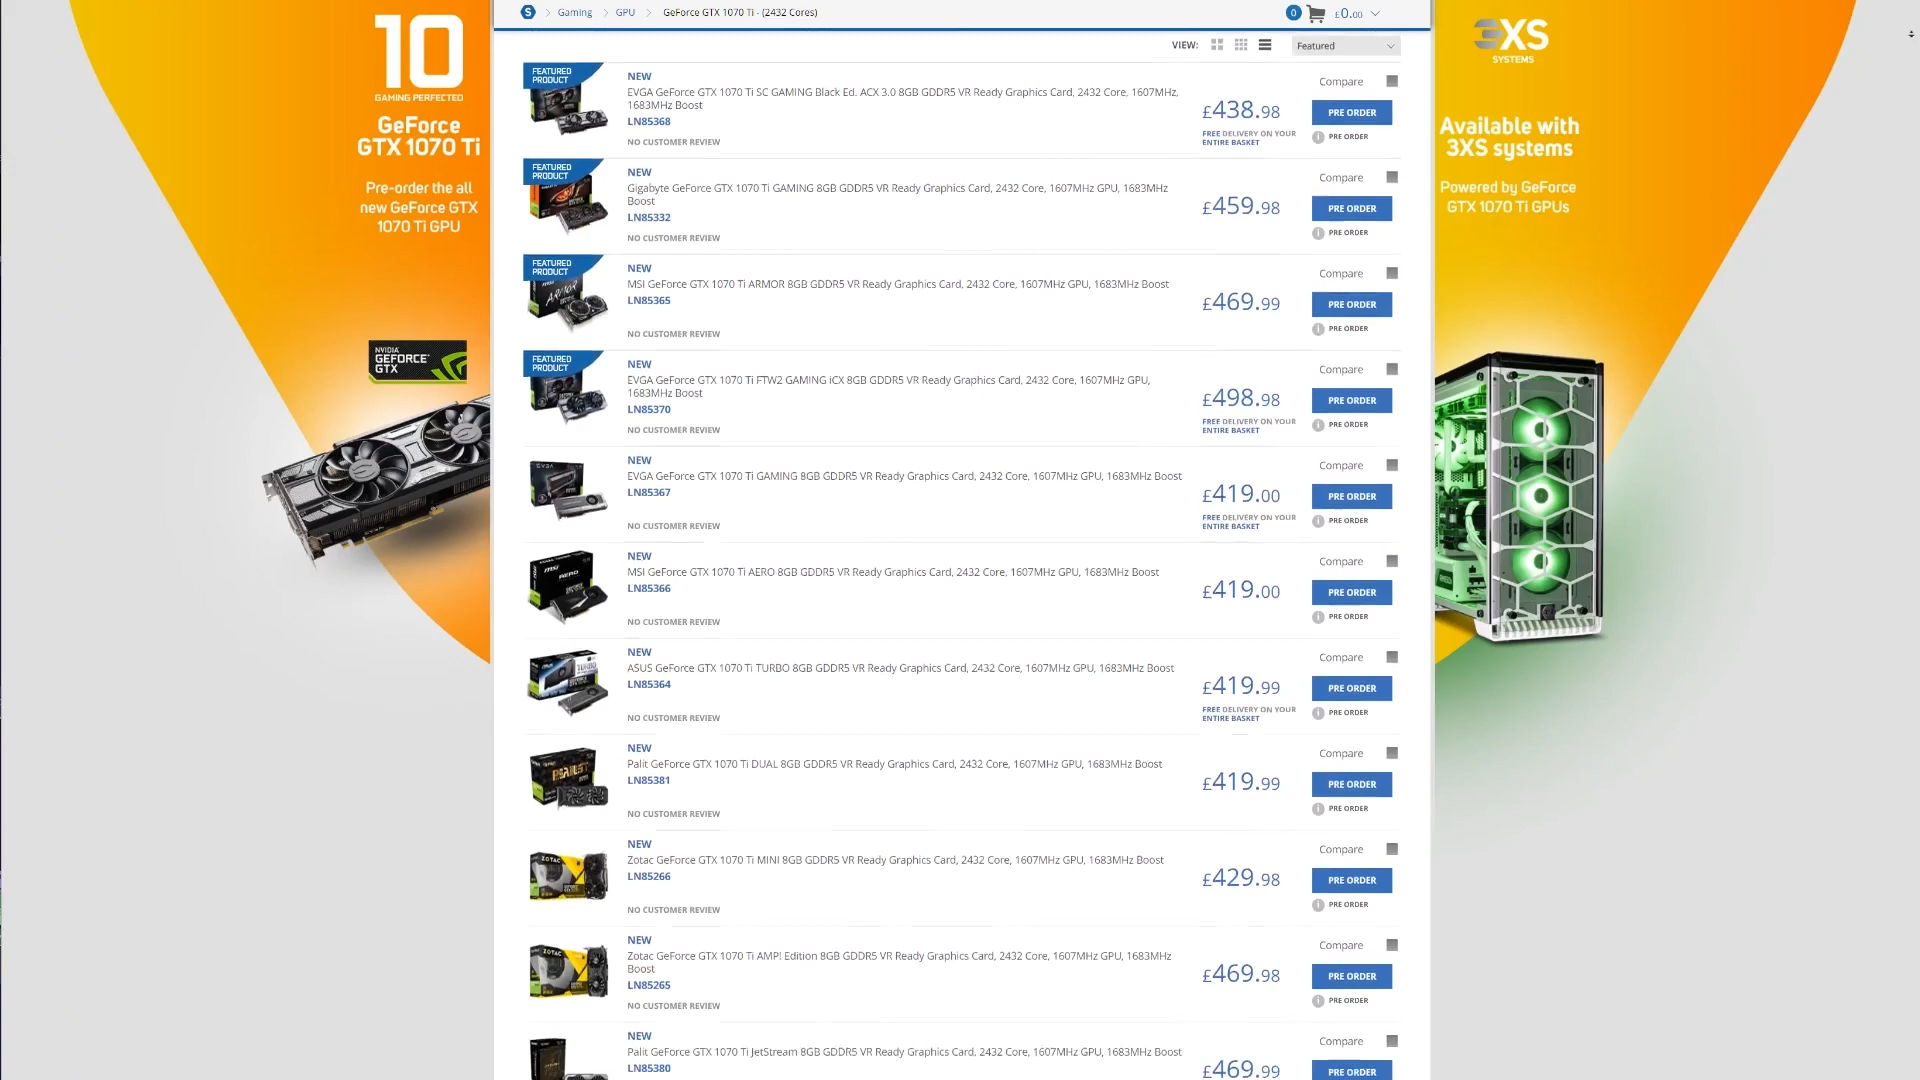 10
GAMING PERFECTED
GeForce
GTX 1070 Ti
Pre-order the all
new GeForce GTX
1070 Ti GPU
NVIDIA
GEFORCE
GTX
S > Gaming > GPU > GeForce GTX 1070 Ti - (2432 Cores)
0 £0.00
VIEW: Featured
FEATURED
PRODUCT
NEW
EVGA GeForce GTX 1070 Ti SC GAMING Black Ed. ACX 3.0 8GB GDDR5 VR Ready Graphics Card, 2432 Core, 1607MHz,
1683MHz Boost
LN85368
NO CUSTOMER REVIEW
£438.98
FREE DELIVERY ON YOUR
ENTIRE BASKET
Compare
PRE ORDER
PRE ORDER
FEATURED
PRODUCT
NEW
Gigabyte GeForce GTX 1070 Ti GAMING 8GB GDDR5 VR Ready Graphics Card, 2432 Core, 1607MHz GPU, 1683MHz
Boost
LN85332
NO CUSTOMER REVIEW
£459.98
Compare
PRE ORDER
PRE ORDER
FEATURED
PRODUCT
ARMOR
NEW
MSI GeForce GTX 1070 Ti ARMOR 8GB GDDR5 VR Ready Graphics Card, 2432 Core, 1607MHz GPU, 1683MHz Boost
LN85365
NO CUSTOMER REVIEW
£469.99
Compare
PRE ORDER
PRE ORDER
FEATURED
PRODUCT
NEW
EVGA GeForce GTX 1070 Ti FTW2 GAMING iCX 8GB GDDR5 VR Ready Graphics Card, 2432 Core, 1607MHz GPU,
1683MHz Boost
LN85370
NO CUSTOMER REVIEW
£498.98
FREE DELIVERY ON YOUR
ENTIRE BASKET
Compare
PRE ORDER
PRE ORDER
EVGA
NEW
EVGA GeForce GTX 1070 Ti GAMING 8GB GDDR5 VR Ready Graphics Card, 2432 Core, 1607MHz GPU, 1683MHz Boost
LN85367
NO CUSTOMER REVIEW
£419.00
FREE DELIVERY ON YOUR
ENTIRE BASKET
Compare
PRE ORDER
PRE ORDER
msi
AERO
NEW
MSI GeForce GTX 1070 Ti AERO 8GB GDDR5 VR Ready Graphics Card, 2432 Core, 1607MHz GPU, 1683MHz Boost
LN85366
NO CUSTOMER REVIEW
£419.00
Compare
PRE ORDER
PRE ORDER
TURBO
NEW
ASUS GeForce GTX 1070 Ti TURBO 8GB GDDR5 VR Ready Graphics Card, 2432 Core, 1607MHz GPU, 1683MHz Boost
LN85364
NO CUSTOMER REVIEW
£419.99
FREE DELIVERY ON YOUR
ENTIRE BASKET
Compare
PRE ORDER
PRE ORDER
PALIT
NEW
Palit GeForce GTX 1070 Ti DUAL 8GB GDDR5 VR Ready Graphics Card, 2432 Core, 1607MHz GPU, 1683MHz Boost
LN85381
NO CUSTOMER REVIEW
£419.99
Compare
PRE ORDER
PRE ORDER
ZOTAC
NEW
Zotac GeForce GTX 1070 Ti MINI 8GB GDDR5 VR Ready Graphics Card, 2432 Core, 1607MHz GPU, 1683MHz Boost
LN85266
NO CUSTOMER REVIEW
£429.98
Compare
PRE ORDER
PRE ORDER
ZOTAC
NEW
Zotac GeForce GTX 1070 Ti AMP! Edition 8GB GDDR5 VR Ready Graphics Card, 2432 Core, 1607MHz GPU, 1683MHz
Boost
LN85265
NO CUSTOMER REVIEW
£469.98
Compare
PRE ORDER
PRE ORDER
NEW
Palit GeForce GTX 1070 Ti JetStream 8GB GDDR5 VR Ready Graphics Card, 2432 Core, 1607MHz GPU, 1683MHz Boost
LN85380
£469.99
Compare
PRE ORDER
3XS
SYSTEMS
Available with
3XS systems
Powered by GeForce
GTX 1070 Ti GPUs